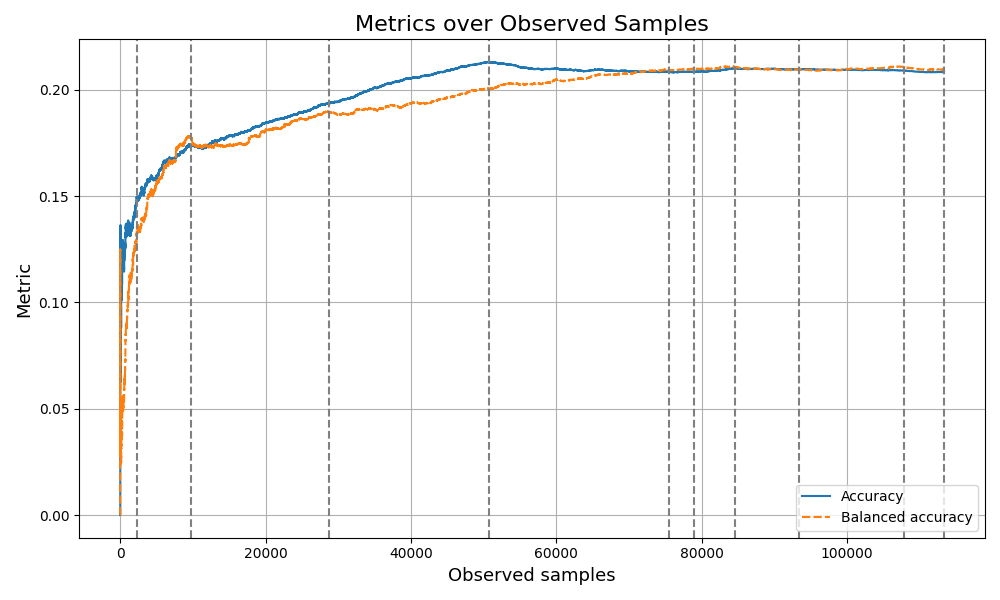 Metrics over Observed Samples
Metric
0.20
0.15
0.10
0.05
0.00
0
20000
40000
60000
80000
100000
Observed samples
Accuracy
Balanced accuracy